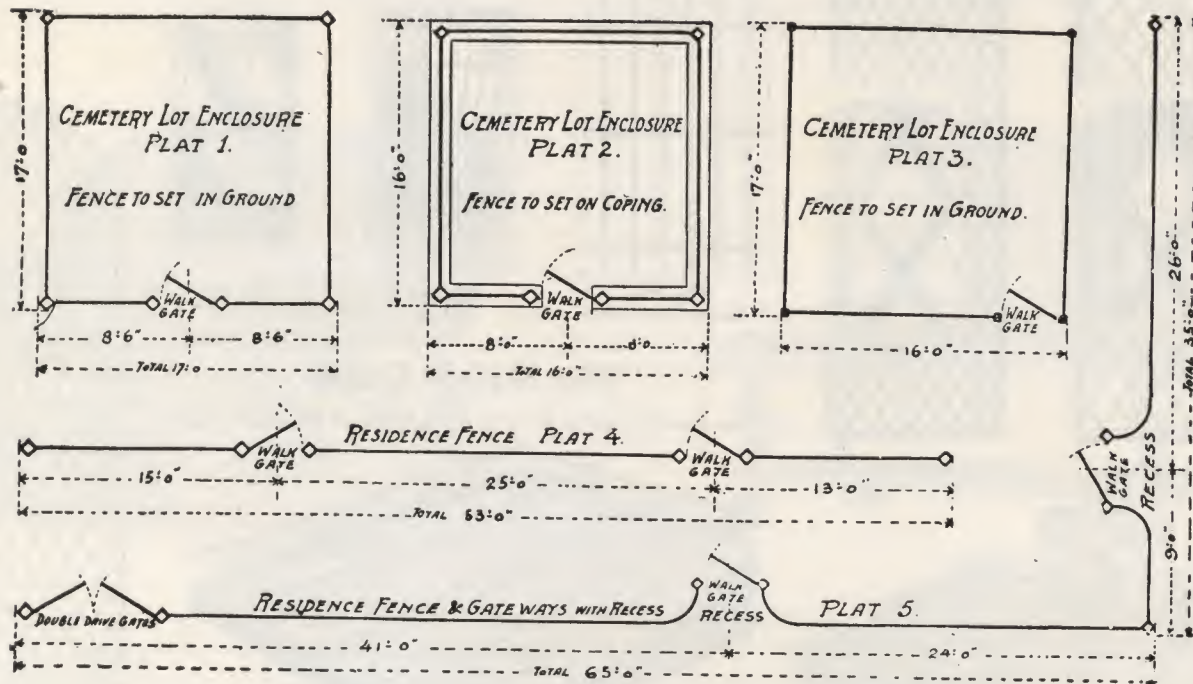 CEMETERY LOT ENCLOSURE
PLAT 1.
FENCE TO SET IN GROUND
17'-0"
WALK
GATE
8'-6"
8'-6"
TOTAL 17'-0
CEMETERY LOT ENCLOSURE
PLAT 2.
FENCE TO SET ON COPING.
16'-0"
WALK
GATE
8'-0"
8'-0
TOTAL 16'-0"
CEMETERY LOT ENCLOSURE
PLAT 3.
FENCE TO SET IN GROUND.
17'-0"
WALK
GATE
16'-0"
RESIDENCE FENCE PLAT 4.
WALK
GATE
WALK
GATE
15'-0"
25'-0"
13'-0"
TOTAL 53'-0"
RESIDENCE FENCE & GATEWAYS WITH RECESS
PLAT 5.
DOUBLE DRIVE GATES
WALK
GATE
RECESS
41'-0"
24'-0"
TOTAL 65'-0"
WALK
GATE
RECESS
26'-0"
9'-0"
TOTAL 35'-0"